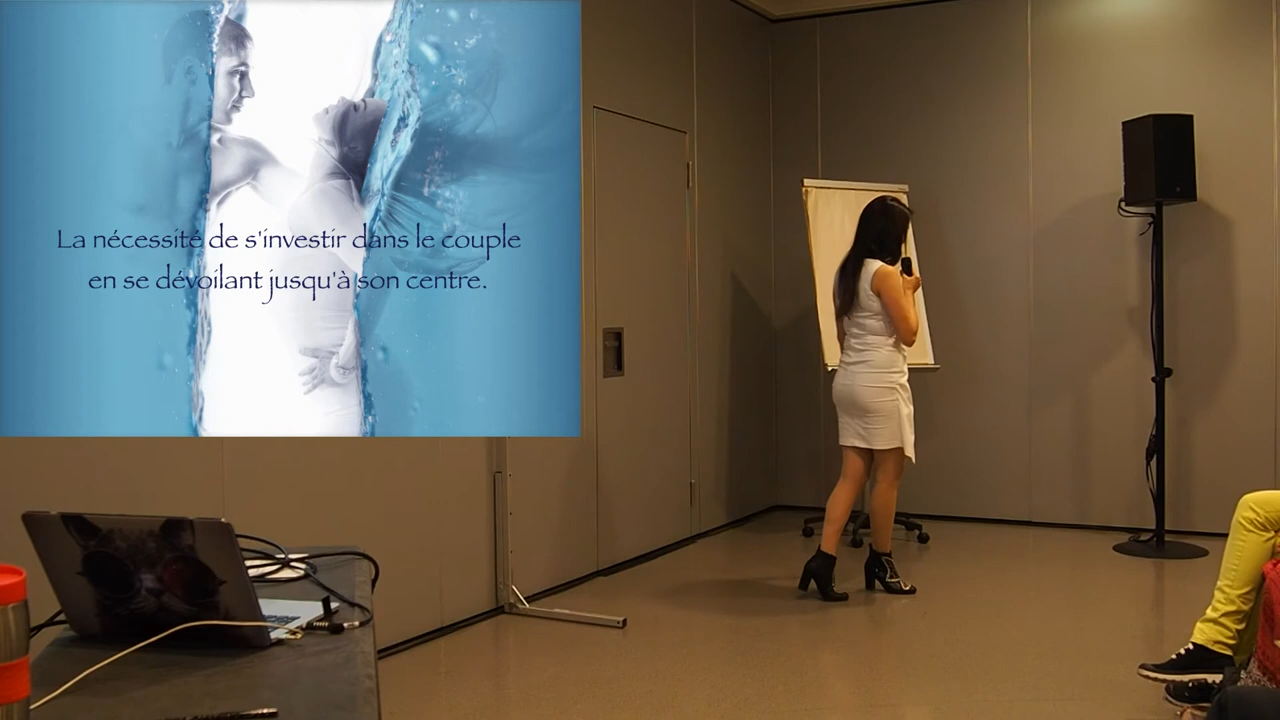 La nécessité de s'investir dans le couple
en se dévoilant jusqu'à son centre.